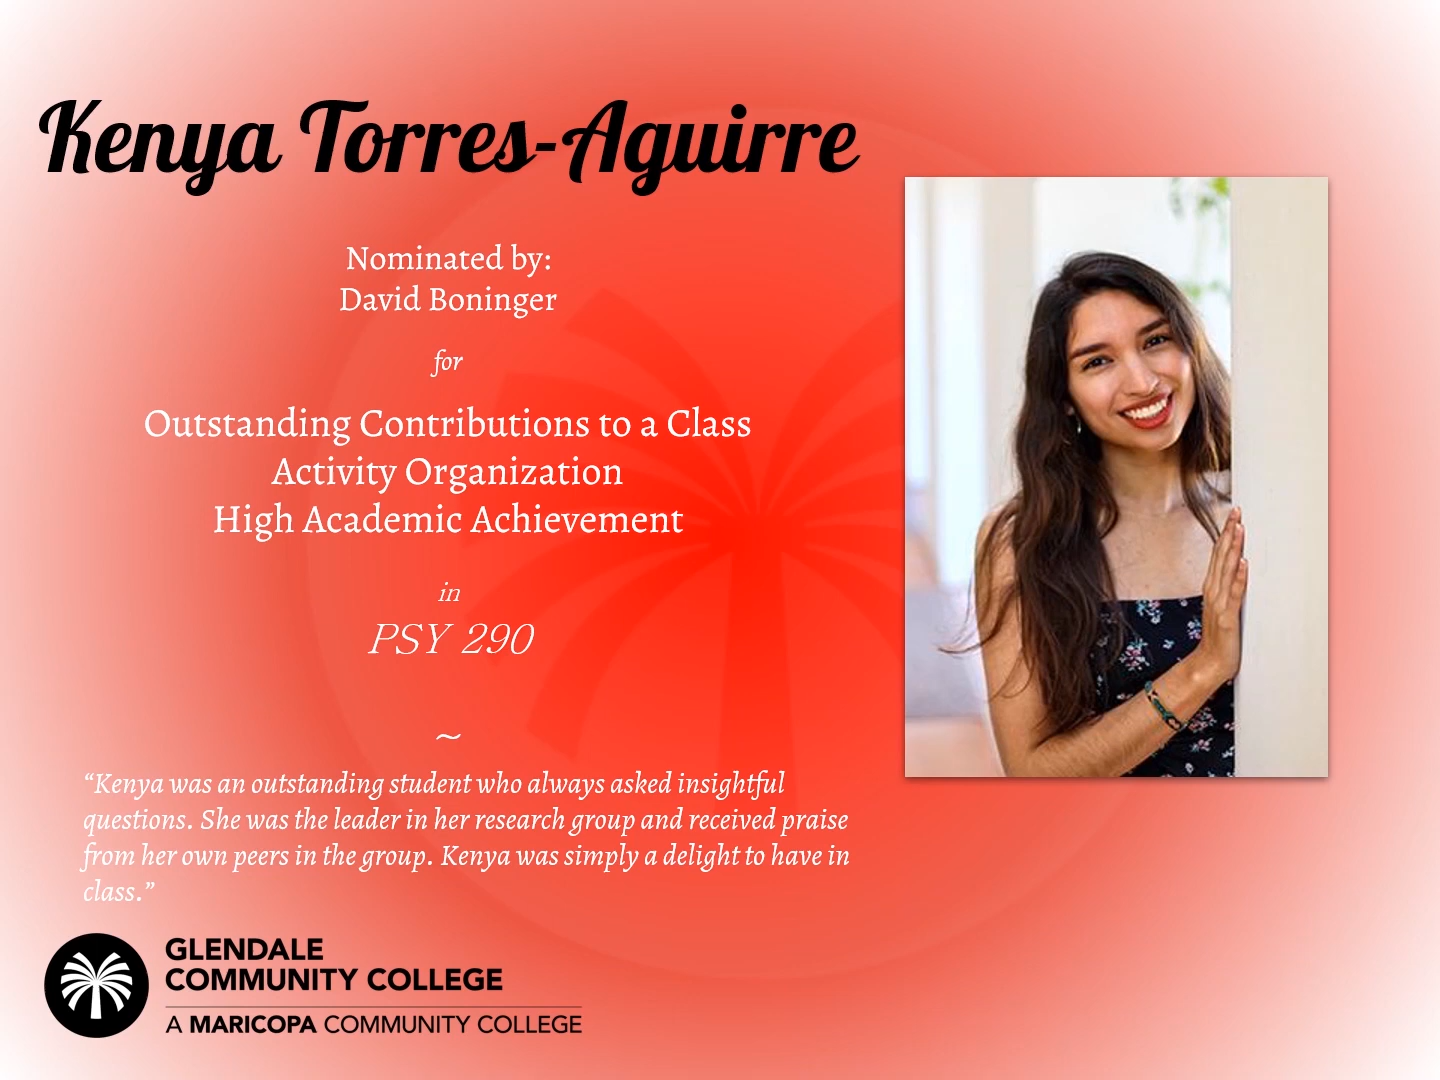 Kenya Torres-Aguirre
Nominated by:
David Boninger
for
Outstanding Contributions to a Class
Activity Organization
High Academic Achievement
in
PSY 290
~
“Kenya was an outstanding student who always asked insightful
questions. She was the leader in her research group and received praise
from her own peers in the group. Kenya was simply a delight to have in
class.”
GLENDALE
COMMUNITY COLLEGE
A MARICOPA COMMUNITY COLLEGE